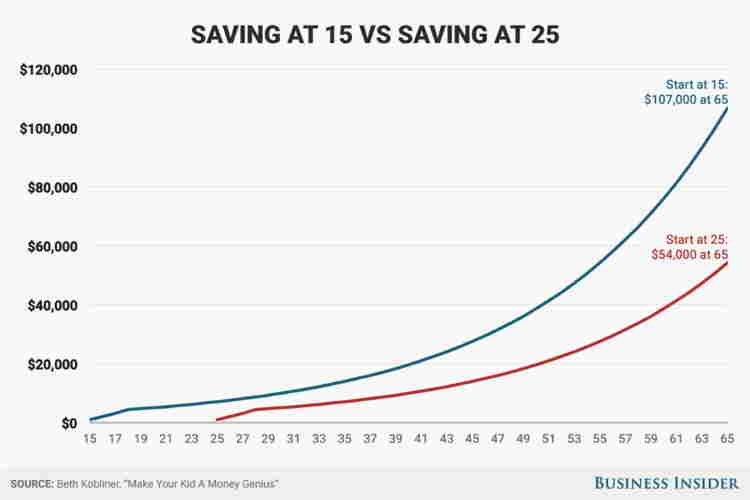 SAVING AT 15 VS SAVING AT 25
$120,000
$100,000
$80,000
$60,000
$40,000
$20,000
$0
Start at 15:
$107,000 at 65
Start at 25:
$54,000 at 65
15 17 19 21 23 25 27 29 31 33 35 37 39 41 43 45 47 49 51 53 55 57 59 61 63 65
SOURCE: Beth Kobliner, "Make Your Kid A Money Genius"
BUSINESS INSIDER